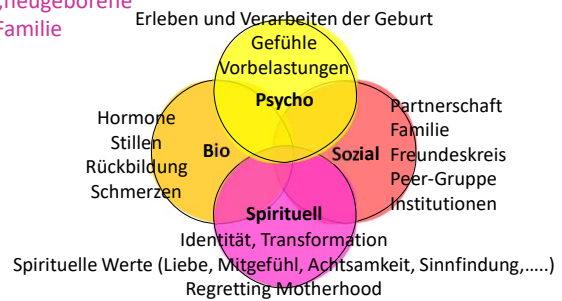 „neugeborene
Familie
Erleben und Verarbeiten der Geburt
Gefühle
Vorbelastungen
Psycho
Hormone
Stillen
Rückbildung
Schmerzen
Bio
Sozial
Partnerschaft
Familie
Freundeskreis
Peer-Gruppe
Institutionen
Spirituell
Identität, Transformation
Spirituelle Werte (Liebe, Mitgefühl, Achtsamkeit, Sinnfindung,.....)
Regretting Motherhood